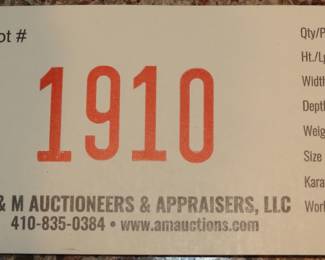 ot #
1910
& M AUCTIONEERS & APPRAISERS, LLC
410-835-0384 • www.amauctions.com
Qty/P
Ht./Lg
Width
Depth
Weig
Size
Kara
Worl